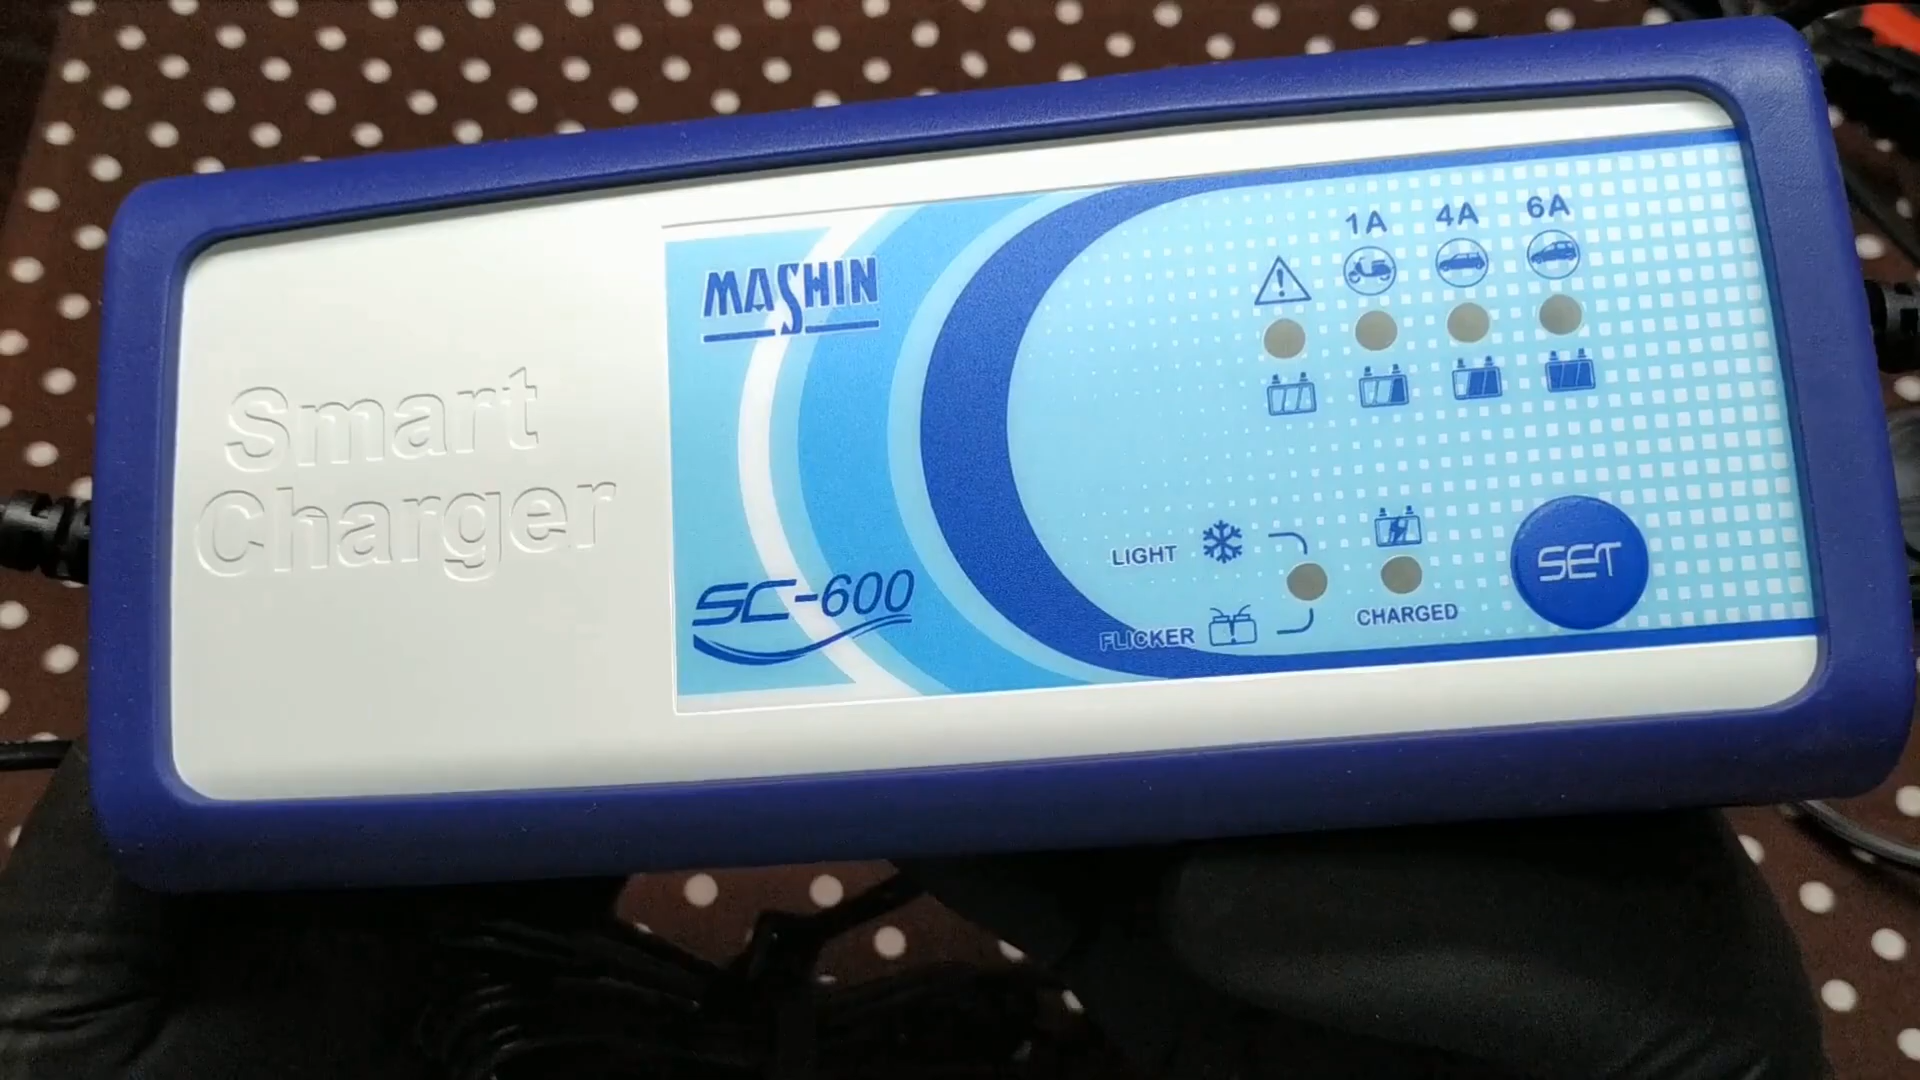 Smart
Charger
MASHIN
SC-600
1A 4A 6A
LIGHT
FLICKER
CHARGED
SET